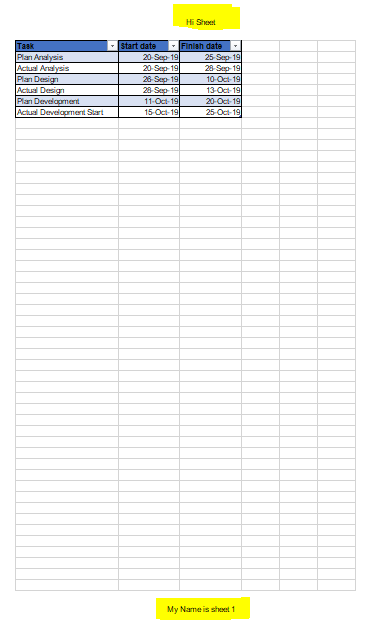 Hi Sheet
Task Start date Finish date
Plan Analysis 20-Sep-19 25-Sep-19
Actual Analysis 20-Sep-19 28-Sep-19
Plan Design 26-Sep-19 10-Oct-19
Actual Design 28-Sep-19 13-Oct-19
Plan Development 11-Oct-19 20-Oct-19
Actual Development Start 15-Oct-19 25-Oct-19
My Name is sheet 1